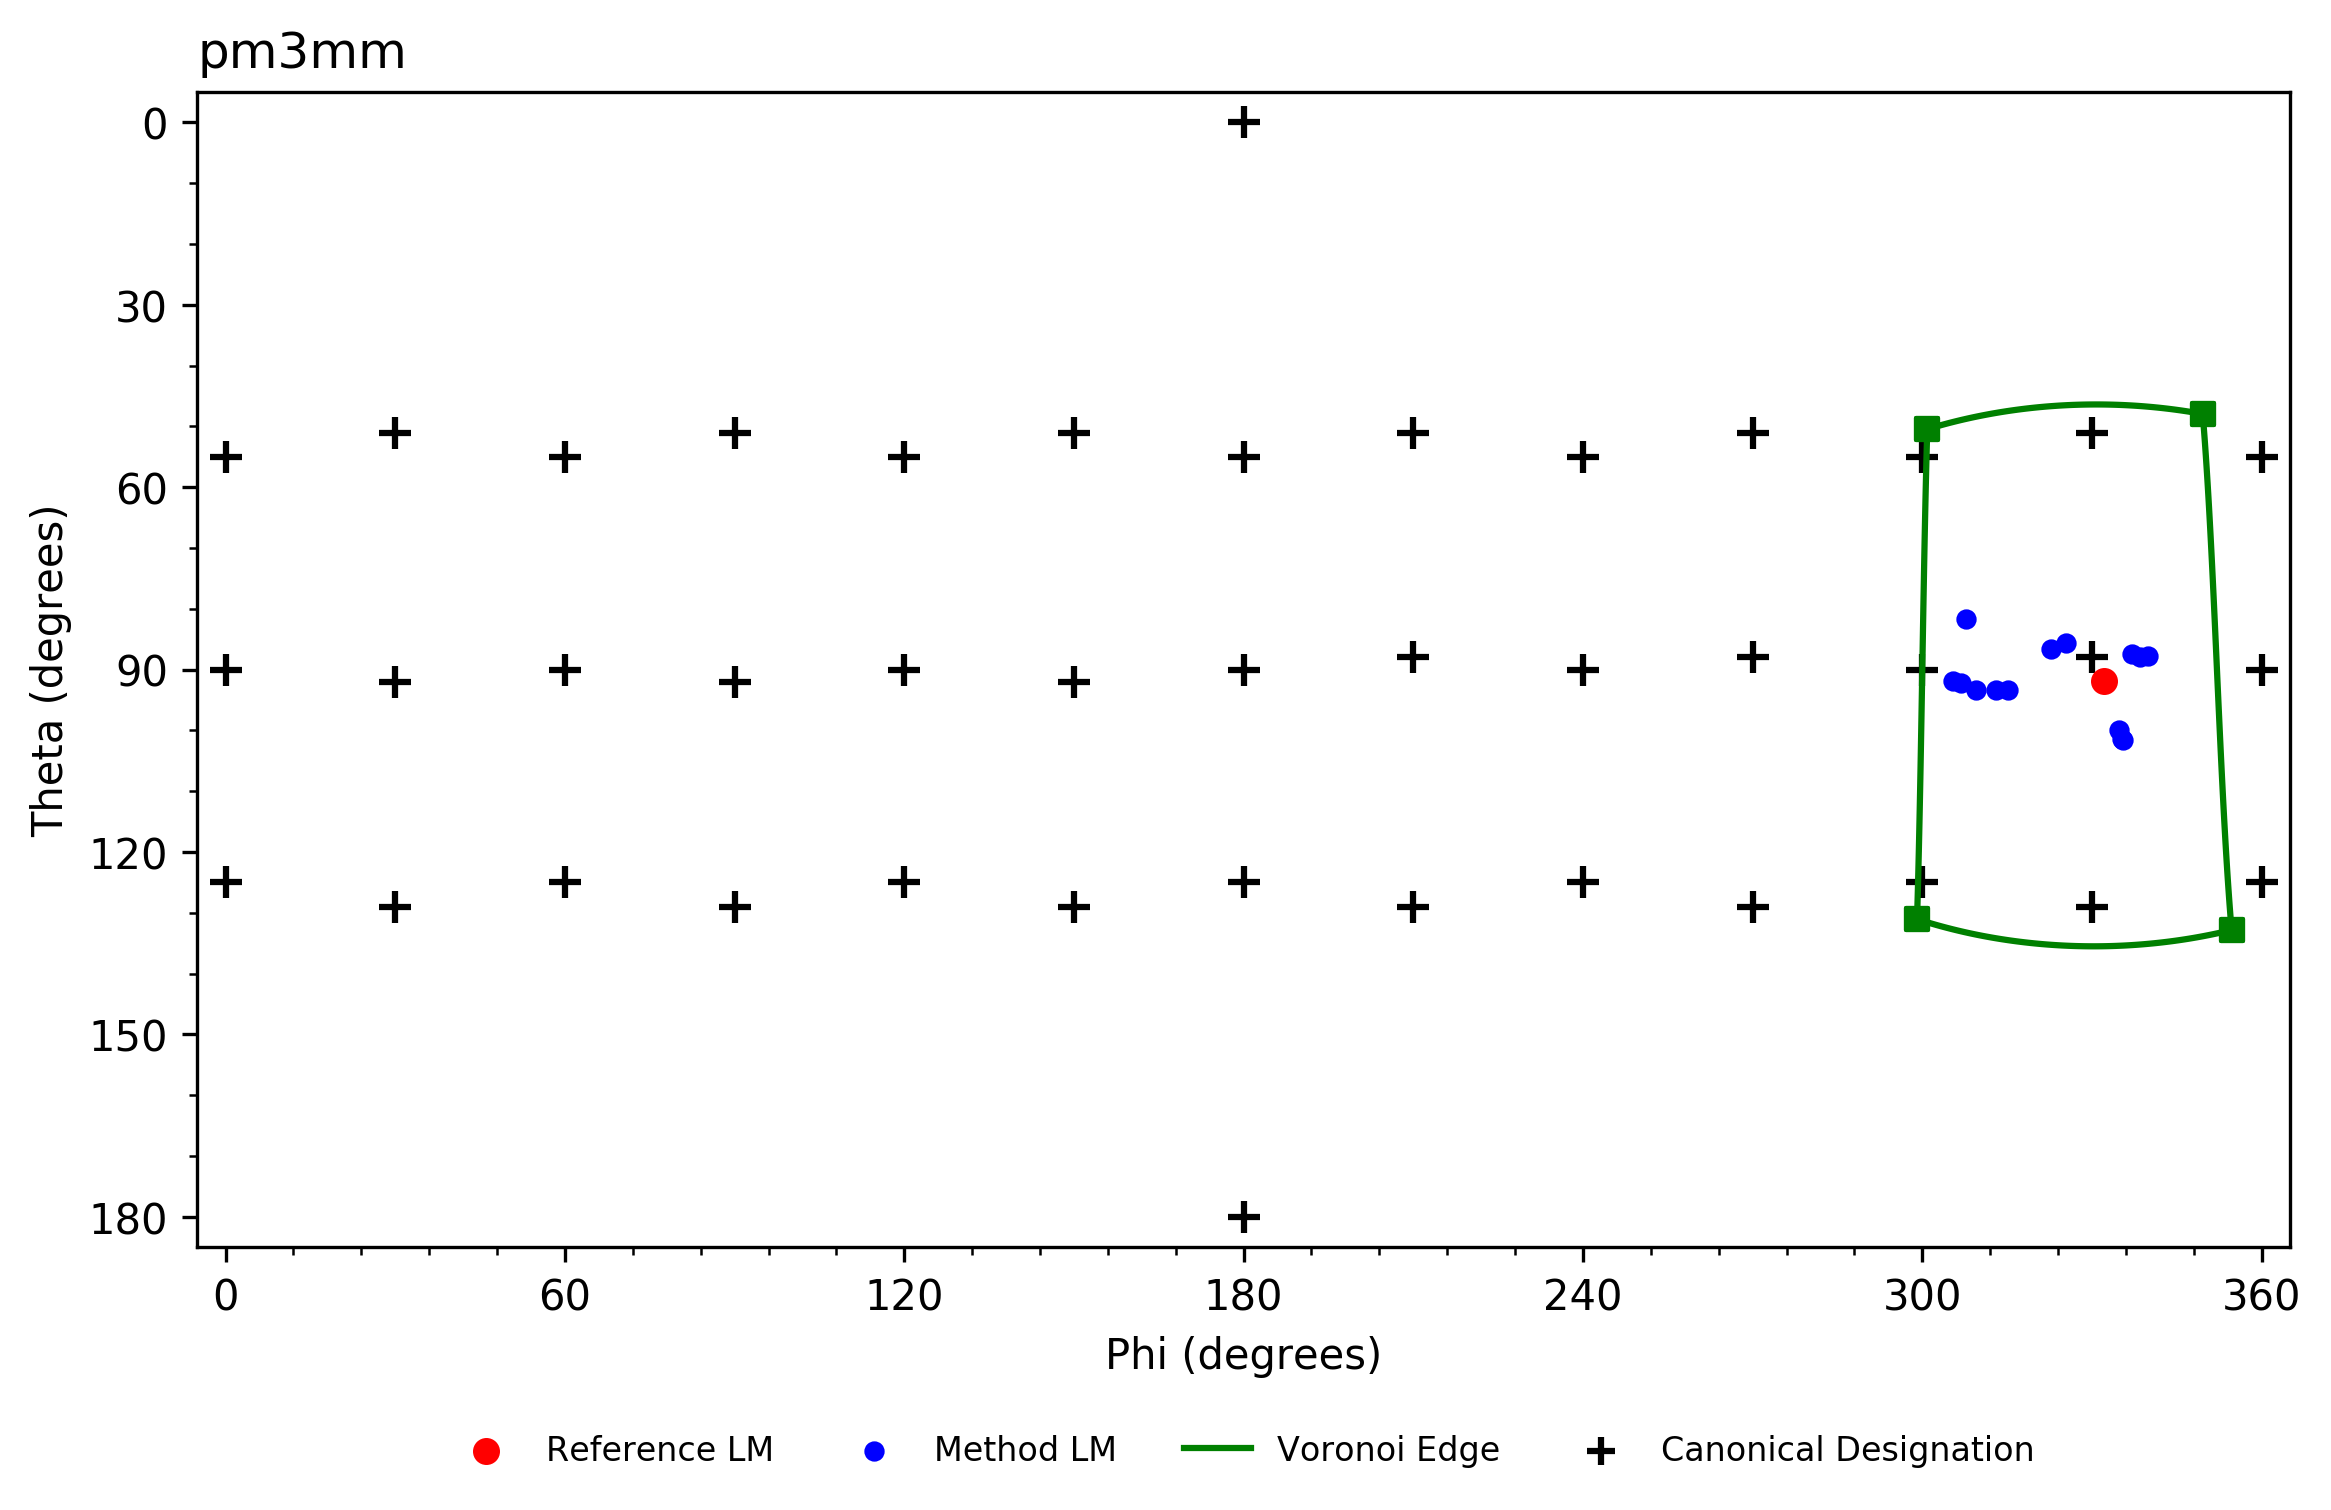 pm3mm
0
30
60
90
120
150
180
Theta (degrees)
0 60 120 180 240 300 360
Phi (degrees)
Reference LM Method LM Voronoi Edge Canonical Designation